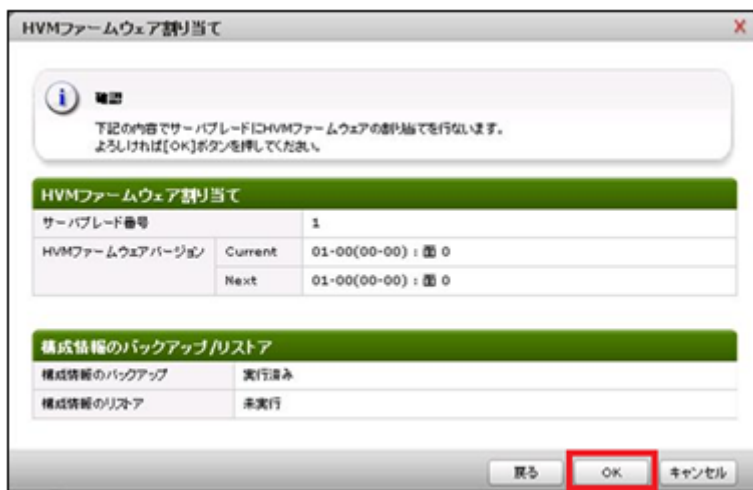 HVMファームウェア割り当て
X
i
確認
下記の内容でサーバブレードにHVMファームウェアの割り当てを行ないます。
よろしければ[OK]ボタンを押してください。
HVMファームウェア割り当て
サーバブレード番号 1
HVMファームウェアバージョン Current 01-00(00-00) : 面 0
Next 01-00(00-00) : 面 0
構成情報のバックアップ/リストア
構成情報のバックアップ 実行済み
構成情報のリストア 未実行
戻る OK キャンセル